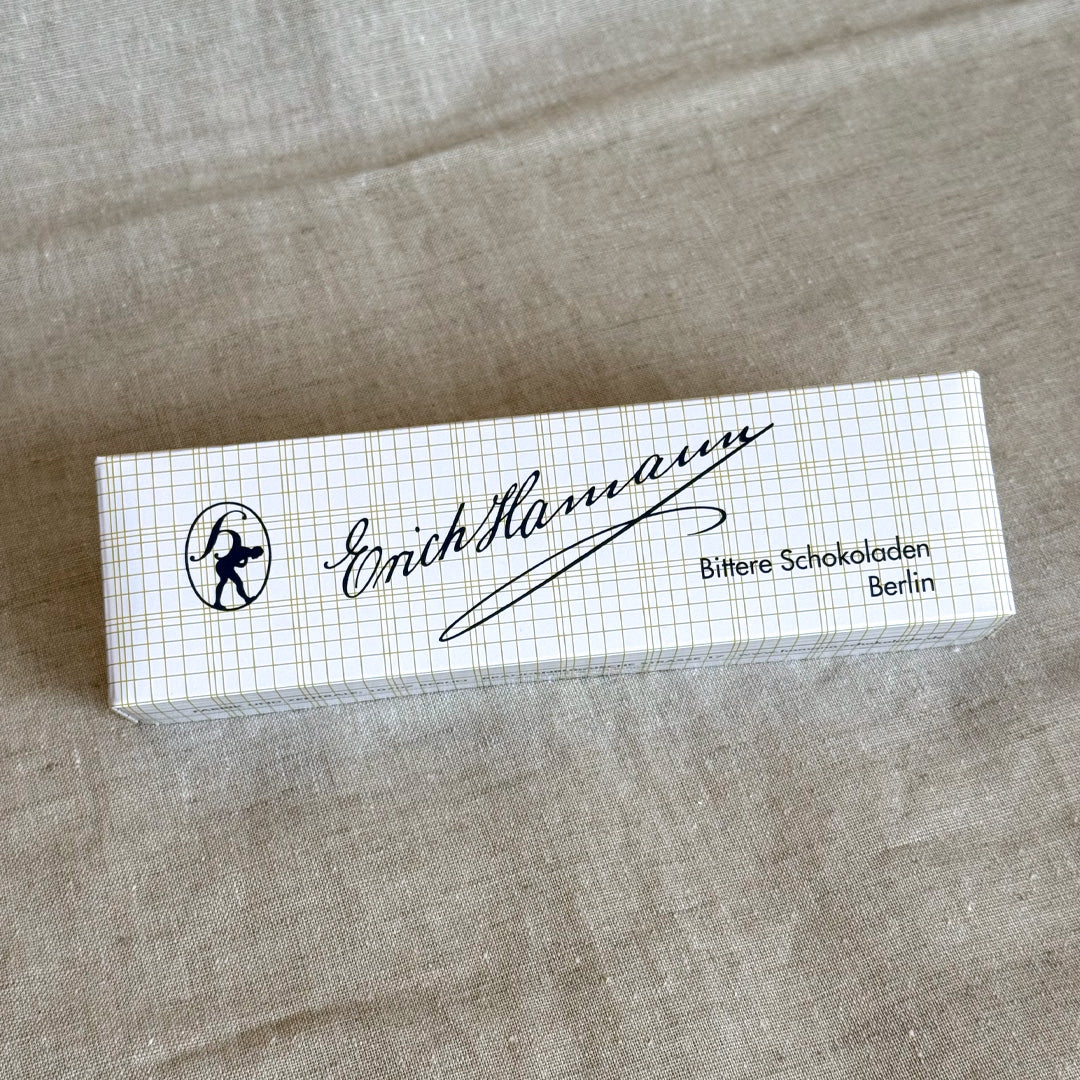 H
Erich Hamann
Bittere Schokoladen
Berlin